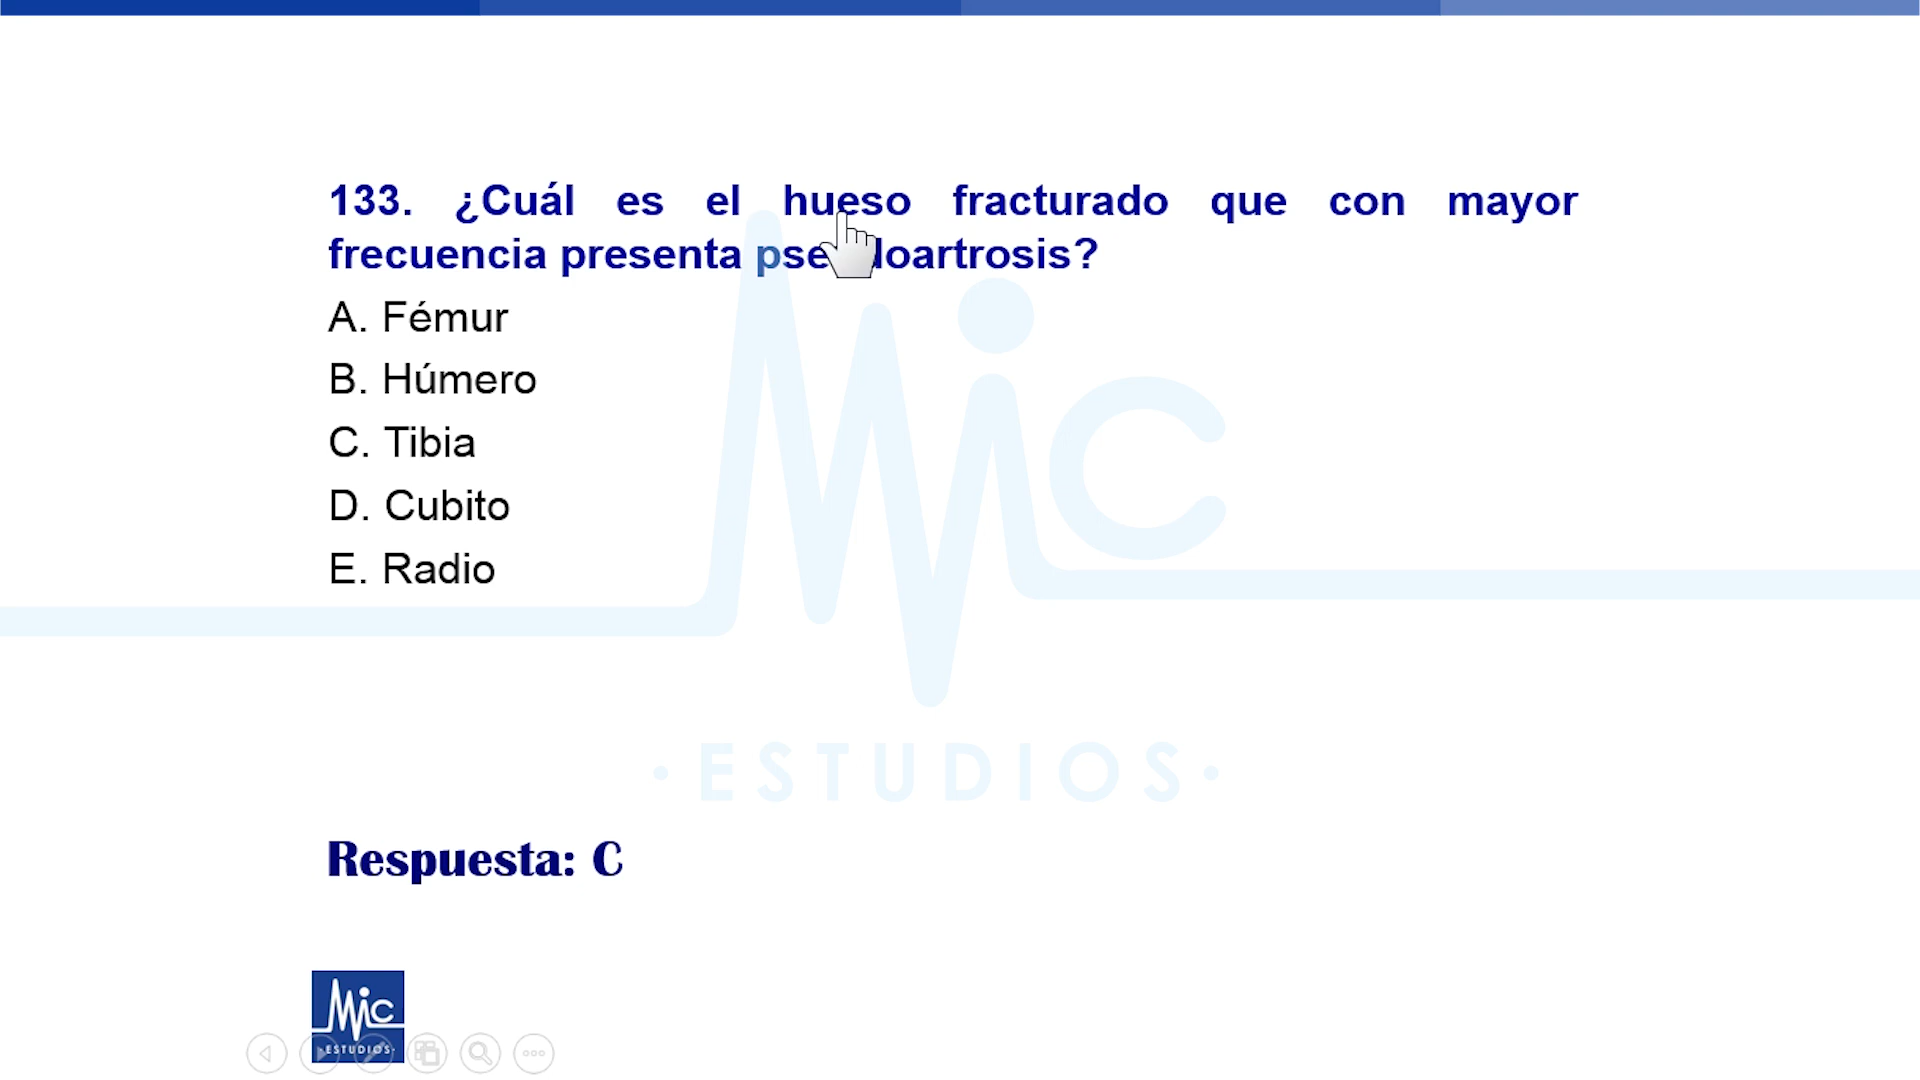 133. ¿Cuál es el hueso fracturado que con mayor
frecuencia presenta pseudoartrosis?
A. Fémur
B. Húmero
C. Tibia
D. Cubito
E. Radio
Mic
·ESTUDIOS·
Respuesta: C
Mic
·ESTUDIOS·